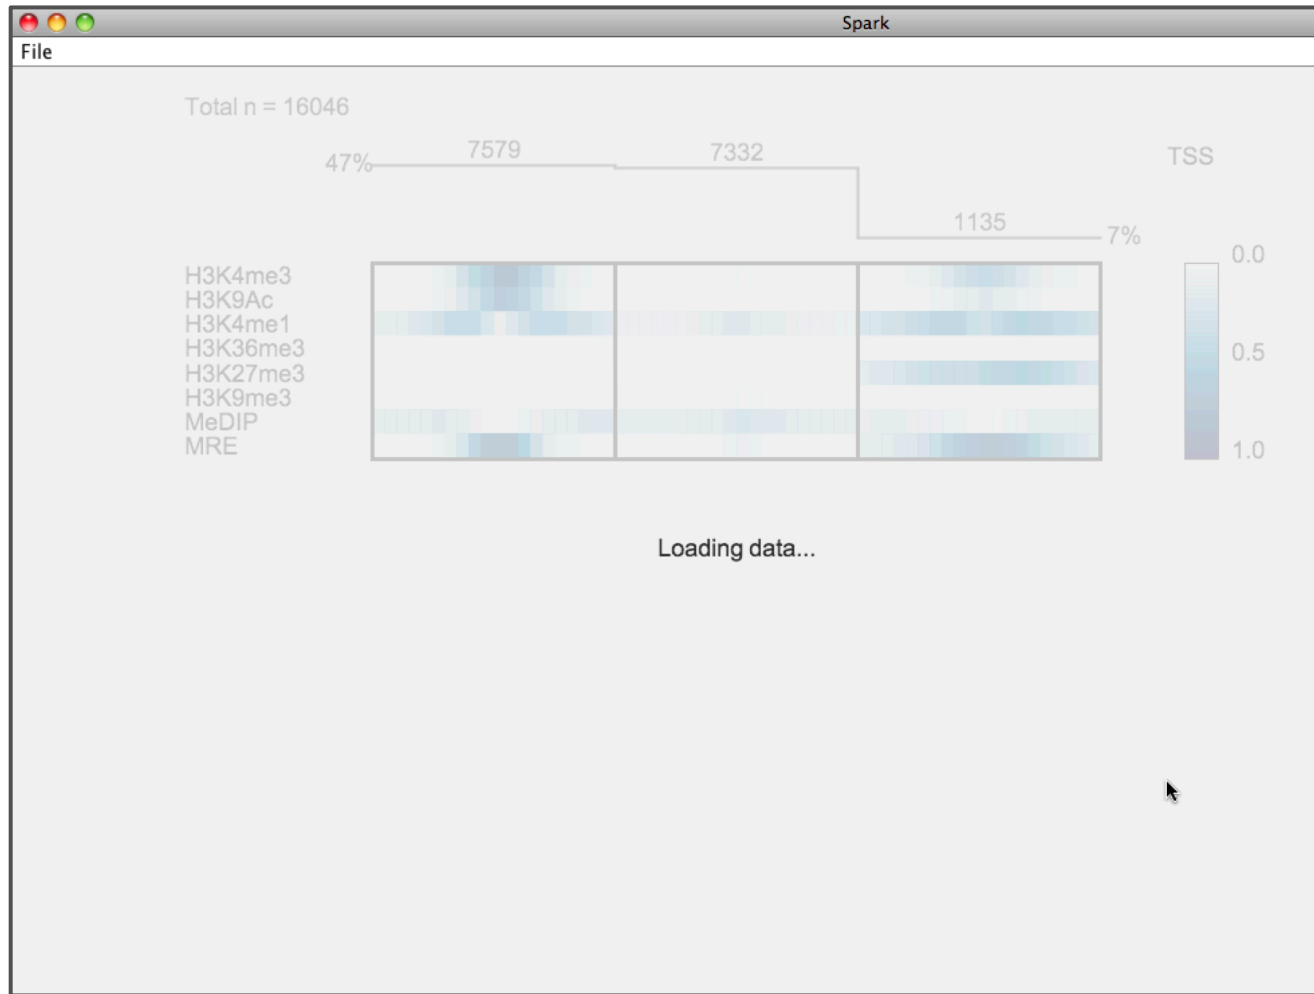 Spark
File
Total n = 16046
47%
7579
7332
TSS
1135
7%
H3K4me3
H3K9Ac
H3K4me1
H3K36me3
H3K27me3
H3K9me3
MeDIP
MRE
0.0
0.5
1.0
Loading data...